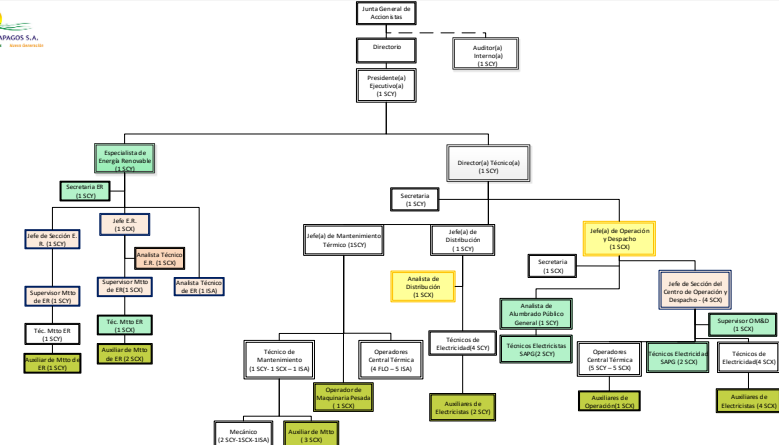 Junta General de
Accionistas
APAGOS S.A.
Directorio
Auditor(a)
Interno(a)
(1 SCY)
Presidente(a)
Ejecutivo(a)
(1 SCY)
Especialista de
Energía Renovable
(1 SCY)
Director(a) Técnico(a)
(1 SCY)
Secretaria ER
(1 SCY)
Secretaria
(1 SCY)
Jefe de Sección E.
R. (1 SCY)
Jefe E.R.
(1 SCX)
Jefe(a) de Mantenimiento
Térmico (1SCY)
Jefe(a) de
Distribución
( 1 SCY)
Jefe(a) de Operación
y Despacho
(1 SCX)
Analista Técnico
E.R. (1 SCX)
Secretaria
(1 SCX)
Supervisor Mtto
de ER (1 SCY)
Supervisor Mtto
de ER(1 SCX)
Analista Técnico
de ER (1 ISA)
Analista de
Distribución
(1 SCX)
Jefe de Sección del
Centro de Operación y
Despacho - (4 SCX)
Analista de
Alumbrado Público
General (1 SCY)
Supervisor OM&D
(1 SCX)
Téc. Mtto ER
(1 SCY)
Téc. Mtto ER
(1 SCX)
Técnico de
Mantenimiento
(1 SCY- 1 SCX – 1 ISA)
Operadores
Central Térmica
(4 FLO – 5 ISA)
Técnicos de
Electricidad(4 SCY)
Técnicos Electricistas
SAPG(2 SCY)
Operadores
Central Térmica
(5 SCY – 5 SCX)
Técnicos Electricidad
SAPG (2 SCX)
Técnicos de
Electricidad(4 SCX)
Auxiliar de Mtto de
ER (1 SCY)
Auxiliar de Mtto
de ER (2 SCX)
Operador de
Maquinaria Pesada
( 1 SCX)
Auxiliares de
Electricistas (2 SCY)
Auxiliares de
Operación(1 SCX)
Auxiliares de
Electricistas (4 SCX)
Mecánico
(2 SCY-1SCX-1ISA)
Auxiliar de Mtto
( 3 SCX)